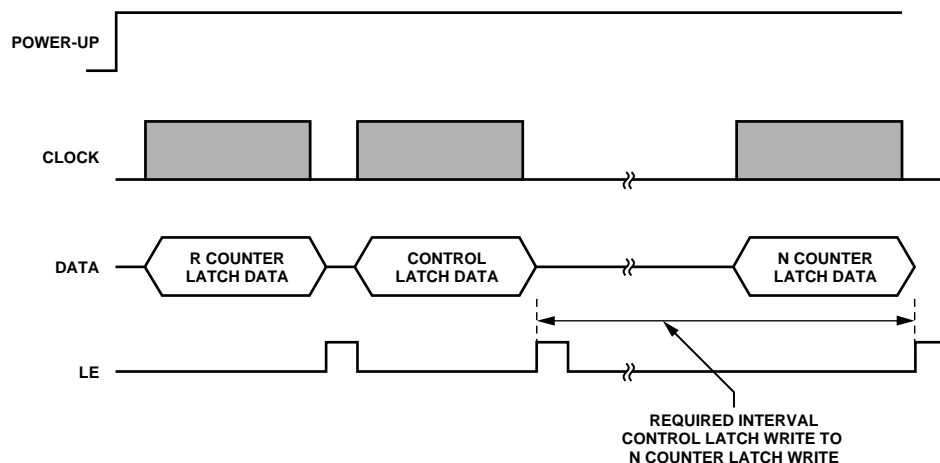 POWER-UP
CLOCK
DATA
R COUNTER
LATCH DATA
CONTROL
LATCH DATA
N COUNTER
LATCH DATA
LE
REQUIRED INTERVAL
CONTROL LATCH WRITE TO
N COUNTER LATCH WRITE